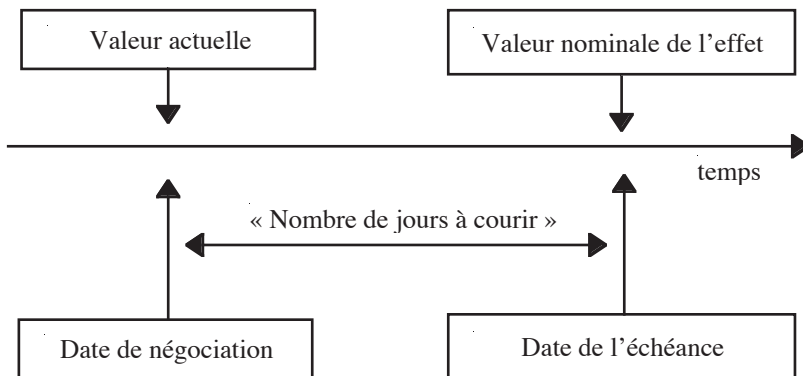 Valeur actuelle
Valeur nominale de l’effet
temps
« Nombre de jours à courir »
Date de négociation
Date de l’échéance